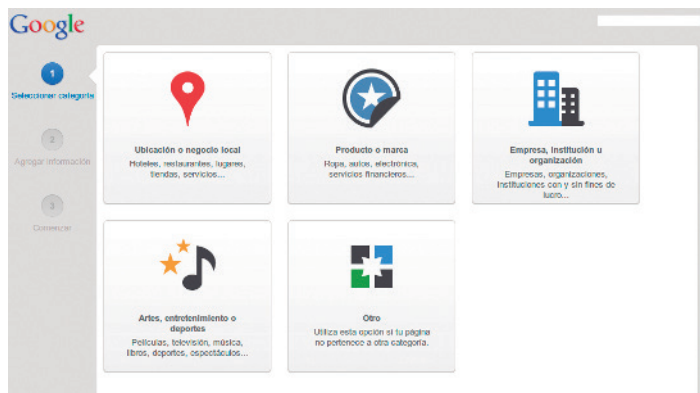 Google
1
Seleccionar categoría
2
Agregar información
3
Comenzar
Ubicación o negocio local
Hoteles, restaurantes, lugares,
tiendas, servicios...
Producto o marca
Ropa, autos, electrónica,
servicios financieros...
Empresa, institución u
organización
Empresas, organizaciones,
instituciones con y sin fines de
lucro...
Artes, entretenimiento o
deportes
Películas, televisión, música,
libros, deportes, espectáculos...
Otro
Utiliza esta opción si tu página
no pertenece a otra categoría.